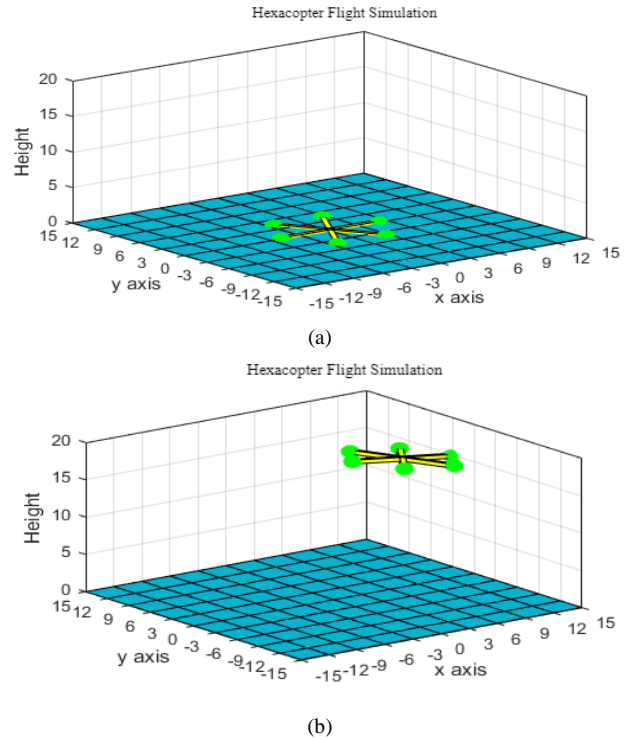 Hexacopter Flight Simulation
20
15
10
5
0
Height
15 12 9 6 3 0 -3 -6 -9 -12 -15
y axis
-15 -12 -9 -6 -3 0 3 6 9 12 15
x axis
(a)
Hexacopter Flight Simulation
20
15
10
5
0
Height
15 12 9 6 3 0 -3 -6 -9 -12 -15
y axis
-15 -12 -9 -6 -3 0 3 6 9 12 15
x axis
(b)